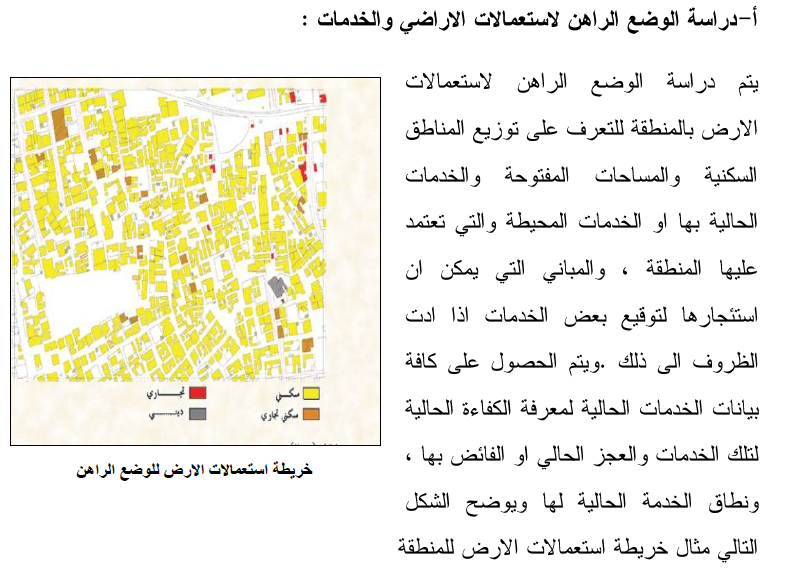 أ-دراسة الوضع الراهن لاستعمالات الاراضي والخدمات :
يتم دراسة الوضع الراهن لاستعمالات
الارض بالمنطقة للتعرف على توزيع المناطق
السكنية والمساحات المفتوحة والخدمات
الحالية بها او الخدمات المحيطة والتي تعتمد
عليها المنطقة ، والمباني التي يمكن ان
استئجارها لتوقيع بعض الخدمات اذا ادت
الظروف الى ذلك .ويتم الحصول على كافة
بيانات الخدمات الحالية لمعرفة الكفاءة الحالية
لتلك الخدمات والعجز الحالي او الفائض بها ،
ونطاق الخدمة الحالية لها ويوضح الشكل
التالي مثال خريطة استعمالات الارض للمنطقة
سكني
تجاري
سكني تجاري
ديني
خريطة استعمالات الارض للوضع الراهن